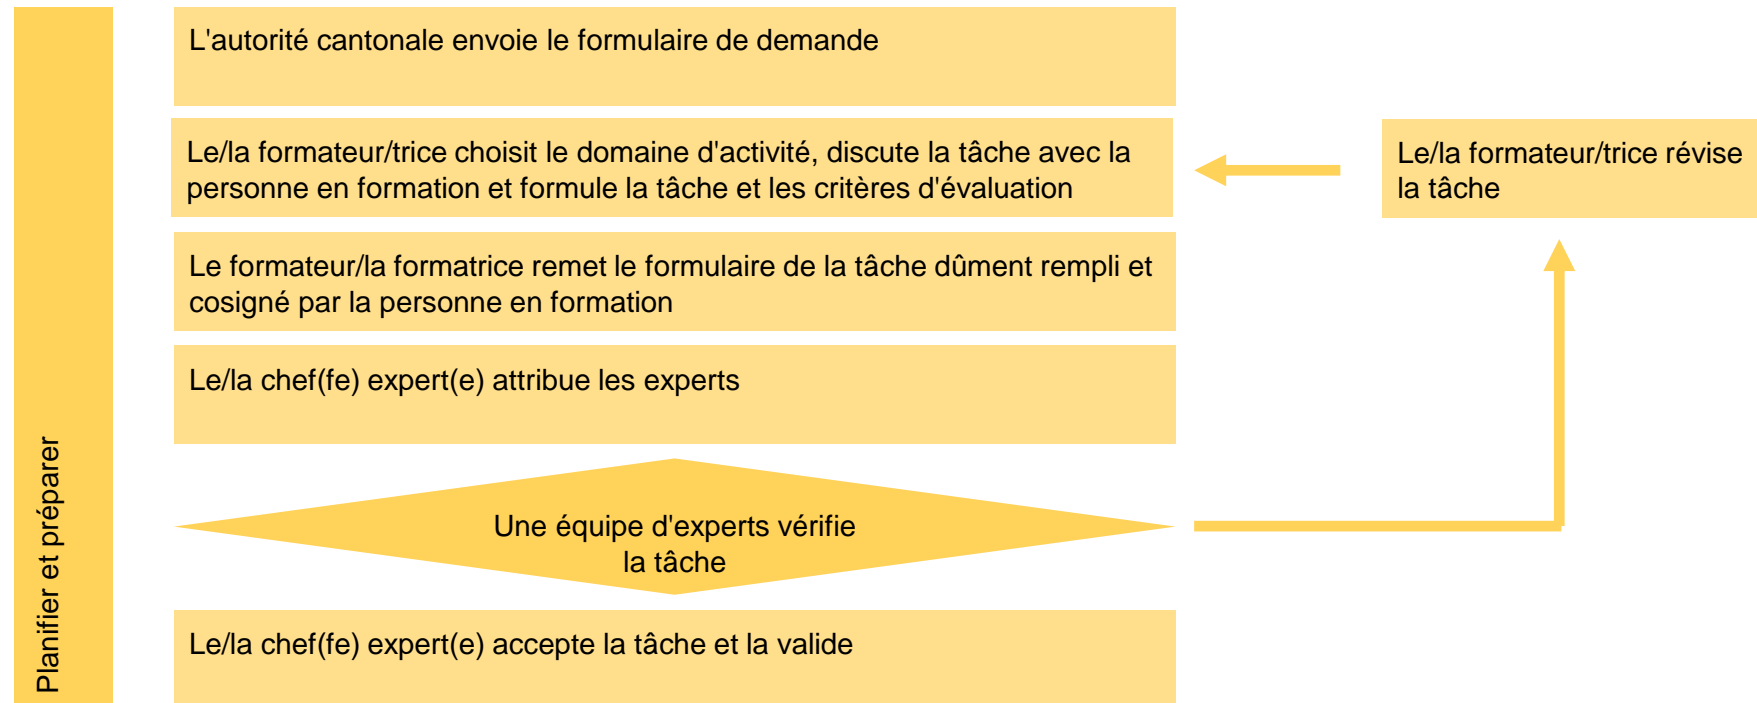 Planifier et préparer
L'autorité cantonale envoie le formulaire de demande
Le/la formateur/trice choisit le domaine d'activité, discute la tâche avec la
personne en formation et formule la tâche et les critères d'évaluation
Le/la formateur/trice révise
la tâche
Le formateur/la formatrice remet le formulaire de la tâche dûment rempli et
cosigné par la personne en formation
Le/la chef(fe) expert(e) attribue les experts
Une équipe d'experts vérifie
la tâche
Le/la chef(fe) expert(e) accepte la tâche et la valide